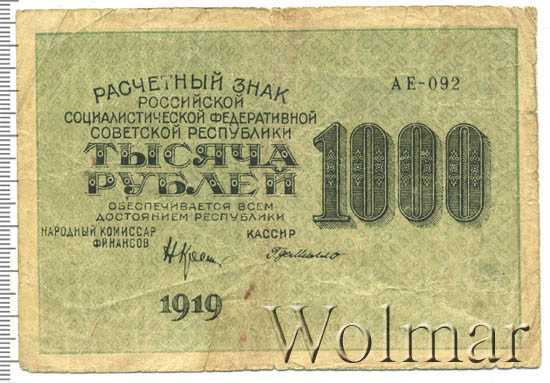 АЕ-092
РАСЧЕТНЫЙ ЗНАК
РОССИЙСКОЙ
СОЦИАЛИСТИЧЕСКОЙ ФЕДЕРАТИВНОЙ
СОВЕТСКОЙ РЕСПУБЛИКИ
ТЫСЯЧА
РУБЛЕЙ
1000
ОБЕСПЕЧИВАЕТСЯ ВСЕМ
ДОСТОЯНИЕМ РЕСПУБЛИКИ
НАРОДНЫЙ КОМИССАР
ФИНАНСОВ
КАССИР
1919
Wolmar